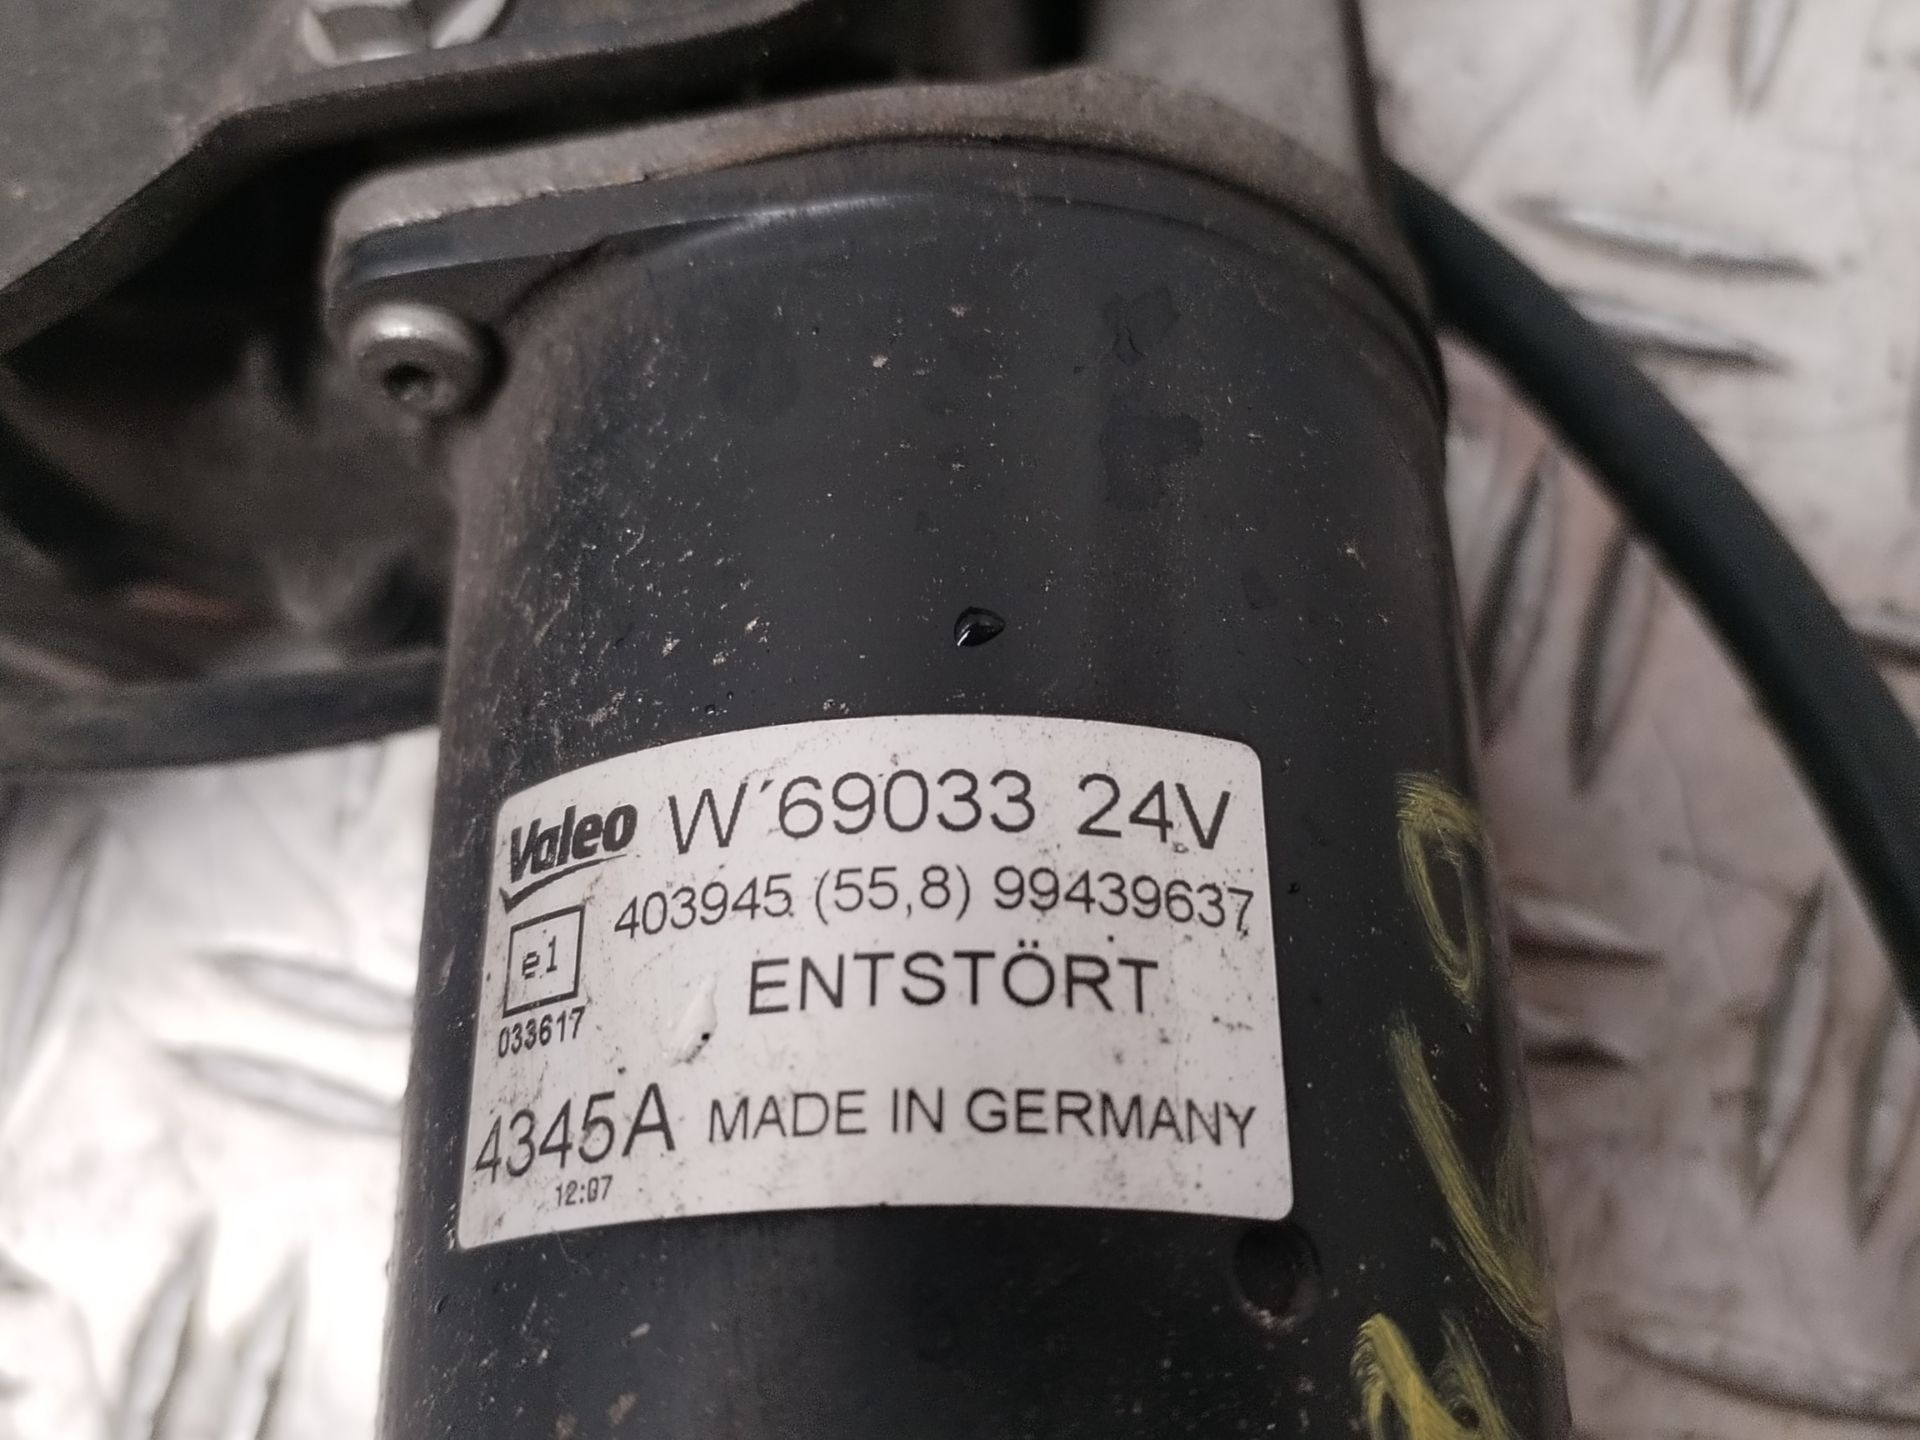 Valeo W 69033 24V
403945 (55,8) 99439637
e1
ENTSTÖRT
033617
4345A MADE IN GERMANY
12:07